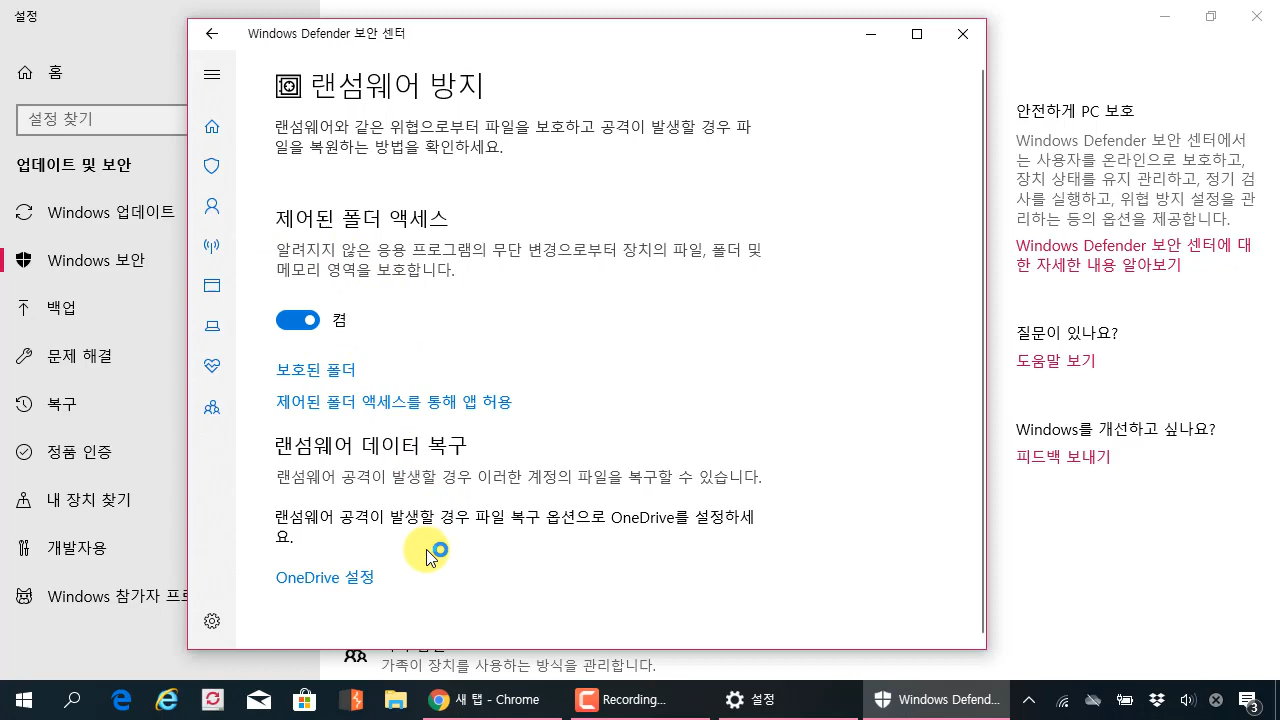 설정
홈
설정 찾기
업데이트 및 보안
Windows 업데이트
Windows 보안
백업
문제 해결
복구
정품 인증
내 장치 찾기
개발자용
Windows 참가자 프로
Windows Defender 보안 센터
랜섬웨어 방지
랜섬웨어와 같은 위협으로부터 파일을 보호하고 공격이 발생할 경우 파
일을 복원하는 방법을 확인하세요.
제어된 폴더 액세스
알려지지 않은 응용 프로그램의 무단 변경으로부터 장치의 파일, 폴더 및
메모리 영역을 보호합니다.
켬
보호된 폴더
제어된 폴더 액세스를 통해 앱 허용
랜섬웨어 데이터 복구
랜섬웨어 공격이 발생할 경우 이러한 계정의 파일을 복구할 수 있습니다.
랜섬웨어 공격이 발생할 경우 파일 복구 옵션으로 OneDrive를 설정하세
요.
OneDrive 설정
가족이 장치를 사용하는 방식을 관리합니다.
안전하게 PC 보호
Windows Defender 보안 센터에서
는 사용자를 온라인으로 보호하고,
장치 상태를 유지 관리하고, 정기 검
사를 실행하고, 위협 방지 설정을 관
리하는 등의 옵션을 제공합니다.
Windows Defender 보안 센터에 대
한 자세한 내용 알아보기
질문이 있나요?
도움말 보기
Windows를 개선하고 싶나요?
피드백 보내기
새 탭 - Chrome
Recording...
설정
Windows Defend...
3